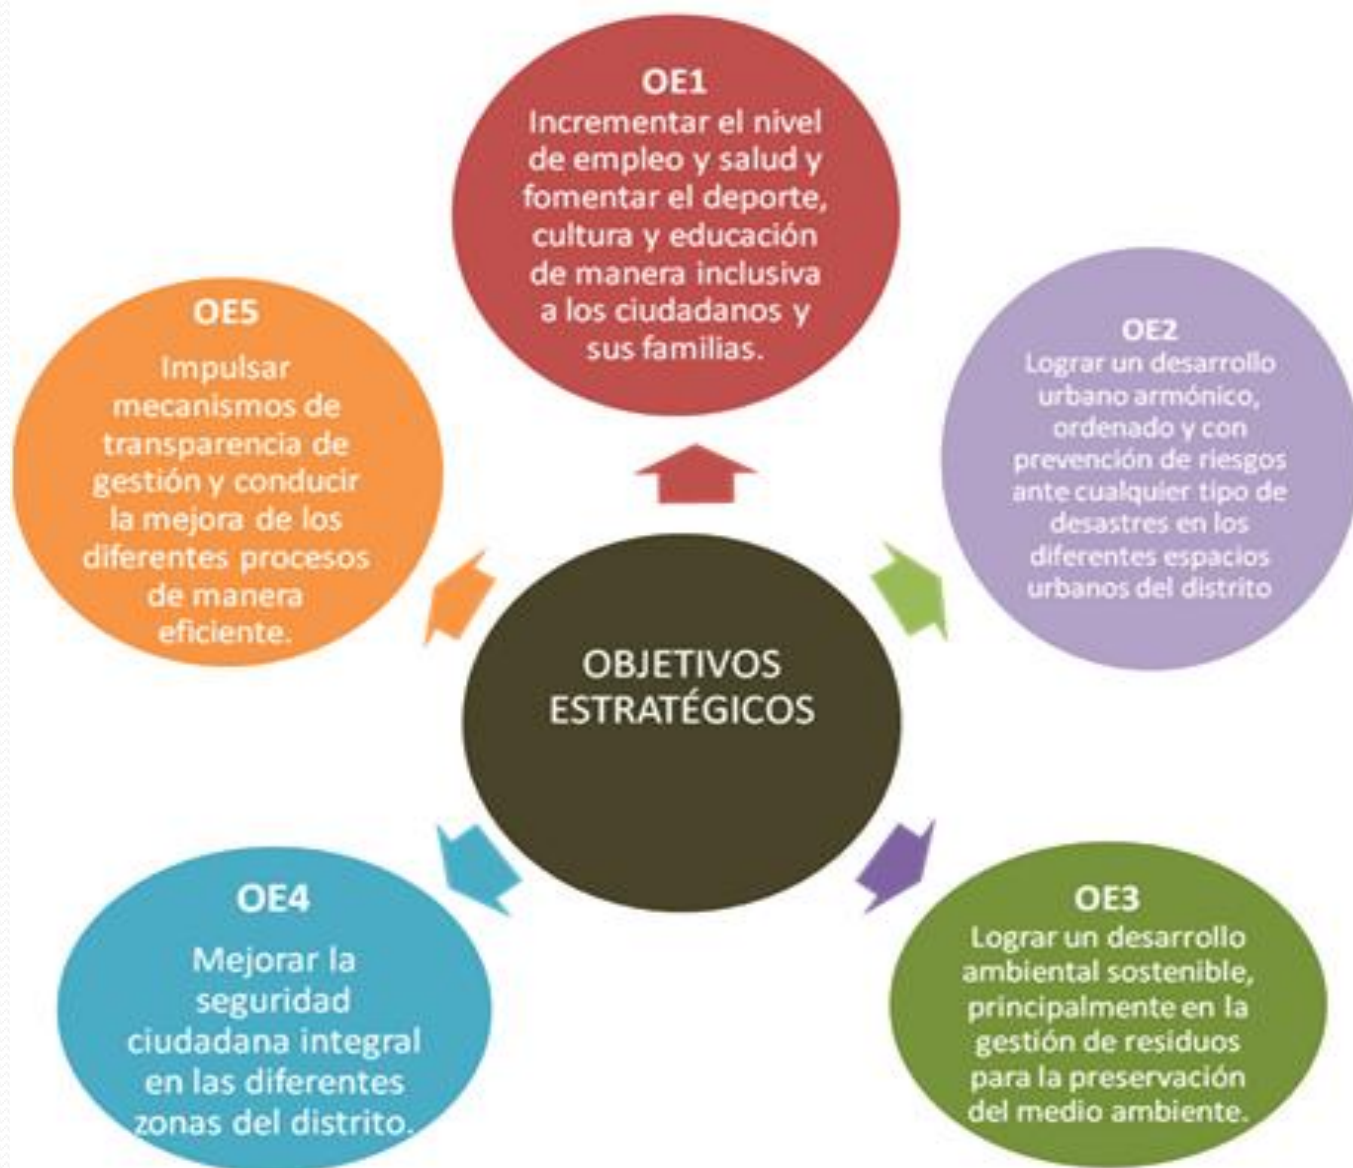 OE1
Incrementar el nivel
de empleo y salud y
fomentar el deporte,
cultura y educación
de manera inclusiva
a los ciudadanos y
sus familias.
OE2
Lograr un desarrollo
urbano armónico,
ordenado y con
prevención de riesgos
ante cualquier tipo de
desastres en los
diferentes espacios
urbanos del distrito
OE3
Lograr un desarrollo
ambiental sostenible,
principalmente en la
gestión de residuos
para la preservación
del medio ambiente.
OE4
Mejorar la
seguridad
ciudadana integral
en las diferentes
zonas del distrito.
OE5
Impulsar
mecanismos de
transparencia de
gestión y conducir
la mejora de los
diferentes procesos
de manera
eficiente.
OBJETIVOS
ESTRATÉGICOS